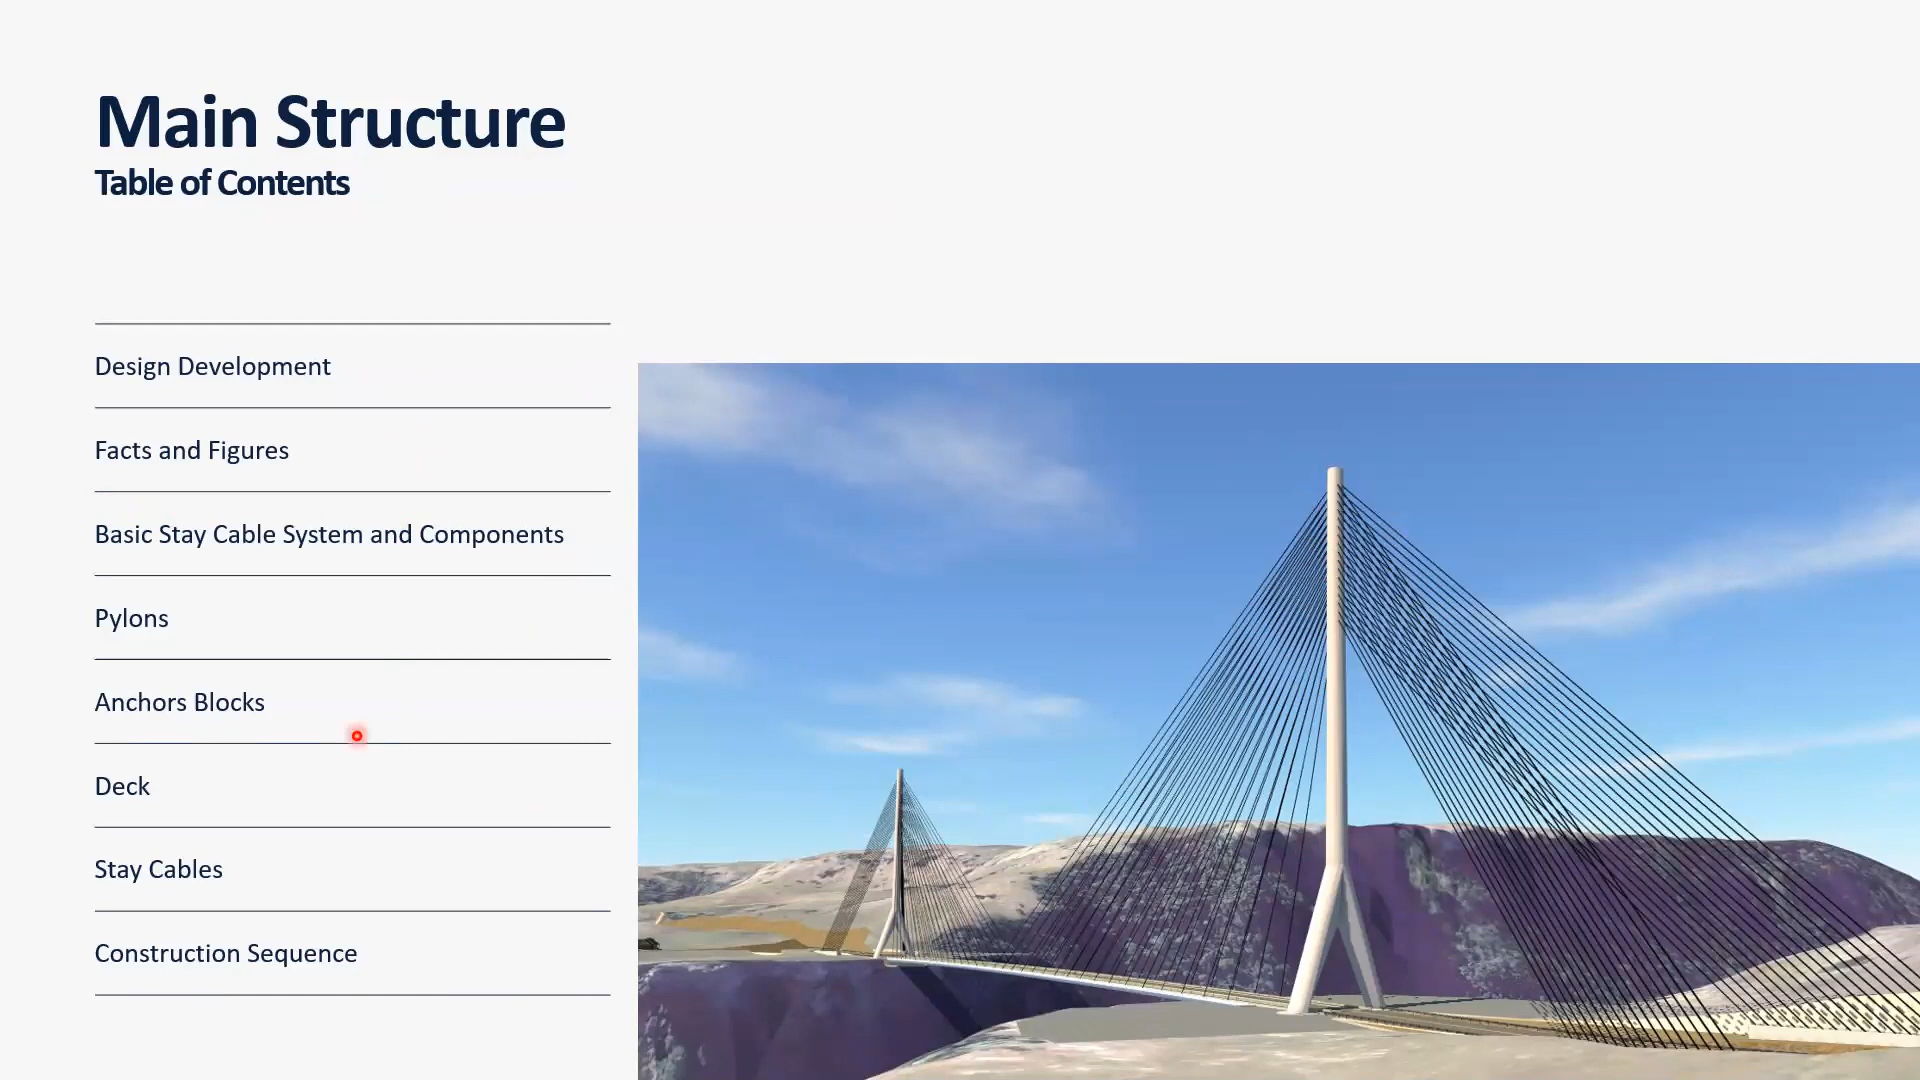 Main Structure
Table of Contents
Design Development
Facts and Figures
Basic Stay Cable System and Components
Pylons
Anchors Blocks
Deck
Stay Cables
Construction Sequence